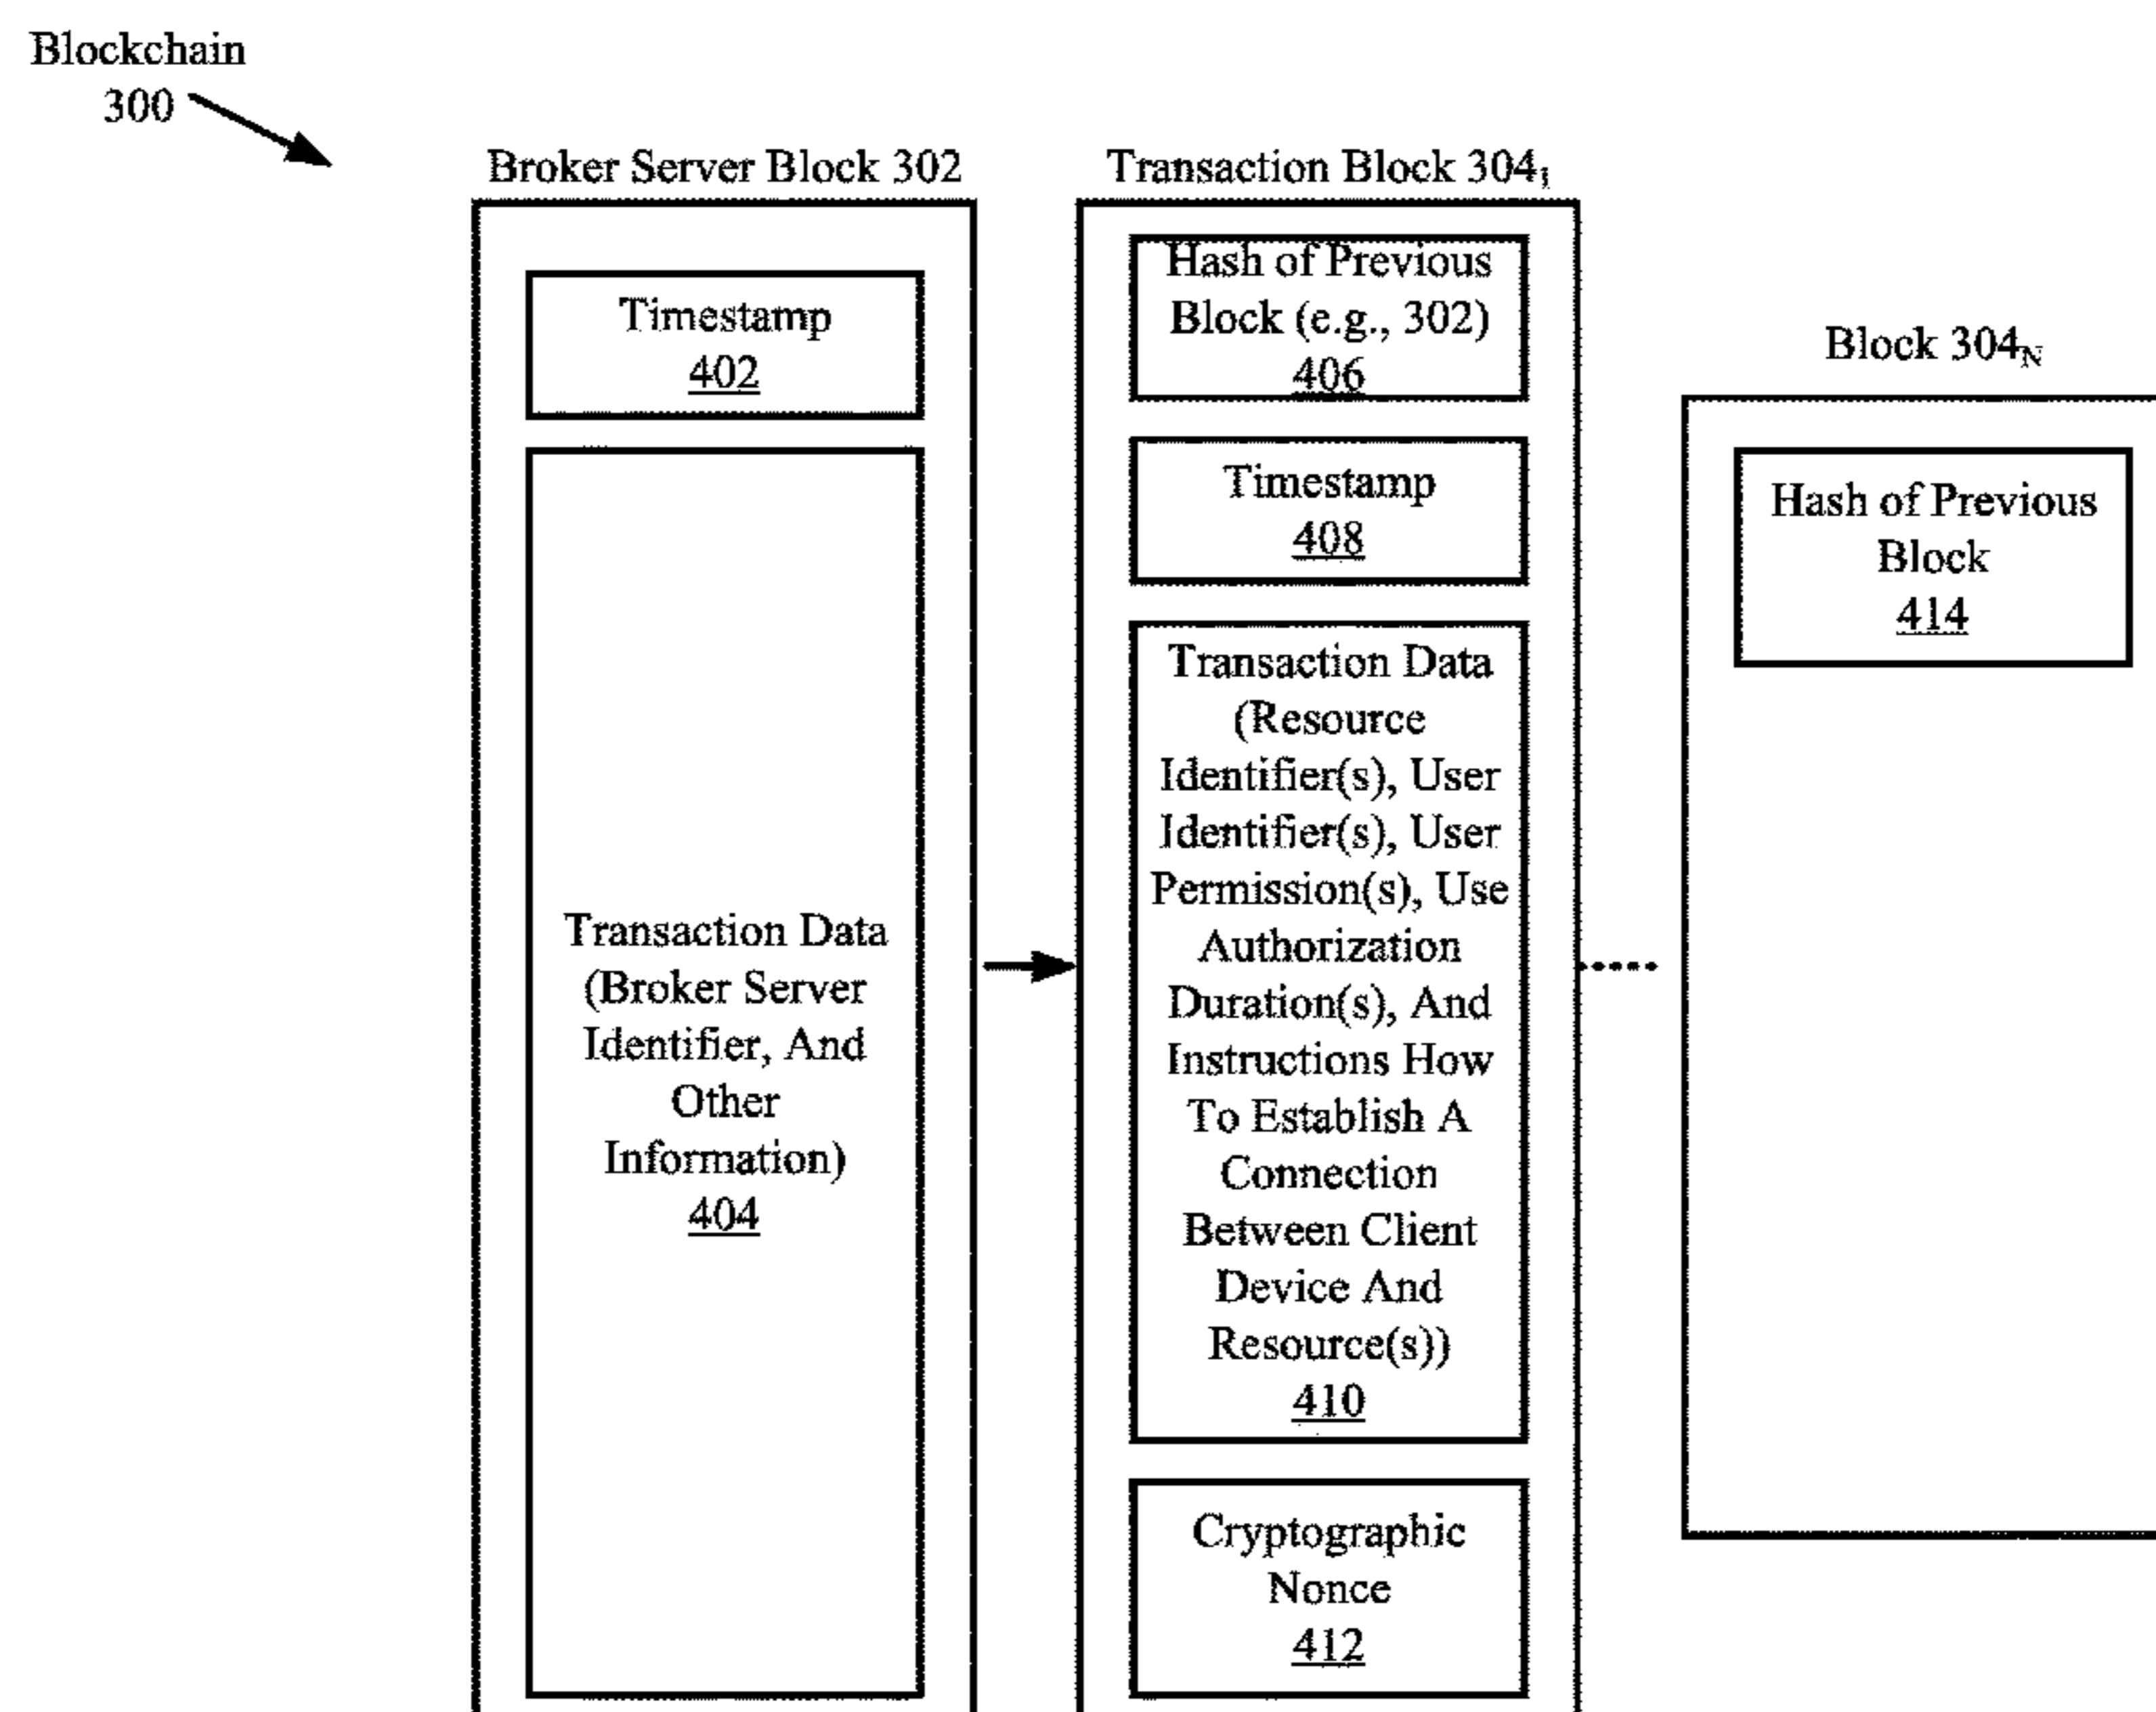 Blockchain
300
Broker Server Block 302
Timestamp
402
Transaction Data
(Broker Server
Identifier, And
Other
Information)
404
Transaction Block 304₁
Hash of Previous
Block (e.g., 302)
406
Timestamp
408
Transaction Data
(Resource
Identifier(s), User
Identifier(s), User
Permission(s), Use
Authorization
Duration(s), And
Instructions How
To Establish A
Connection
Between Client
Device And
Resource(s))
410
Cryptographic
Nonce
412
Block 304N
Hash of Previous
Block
414